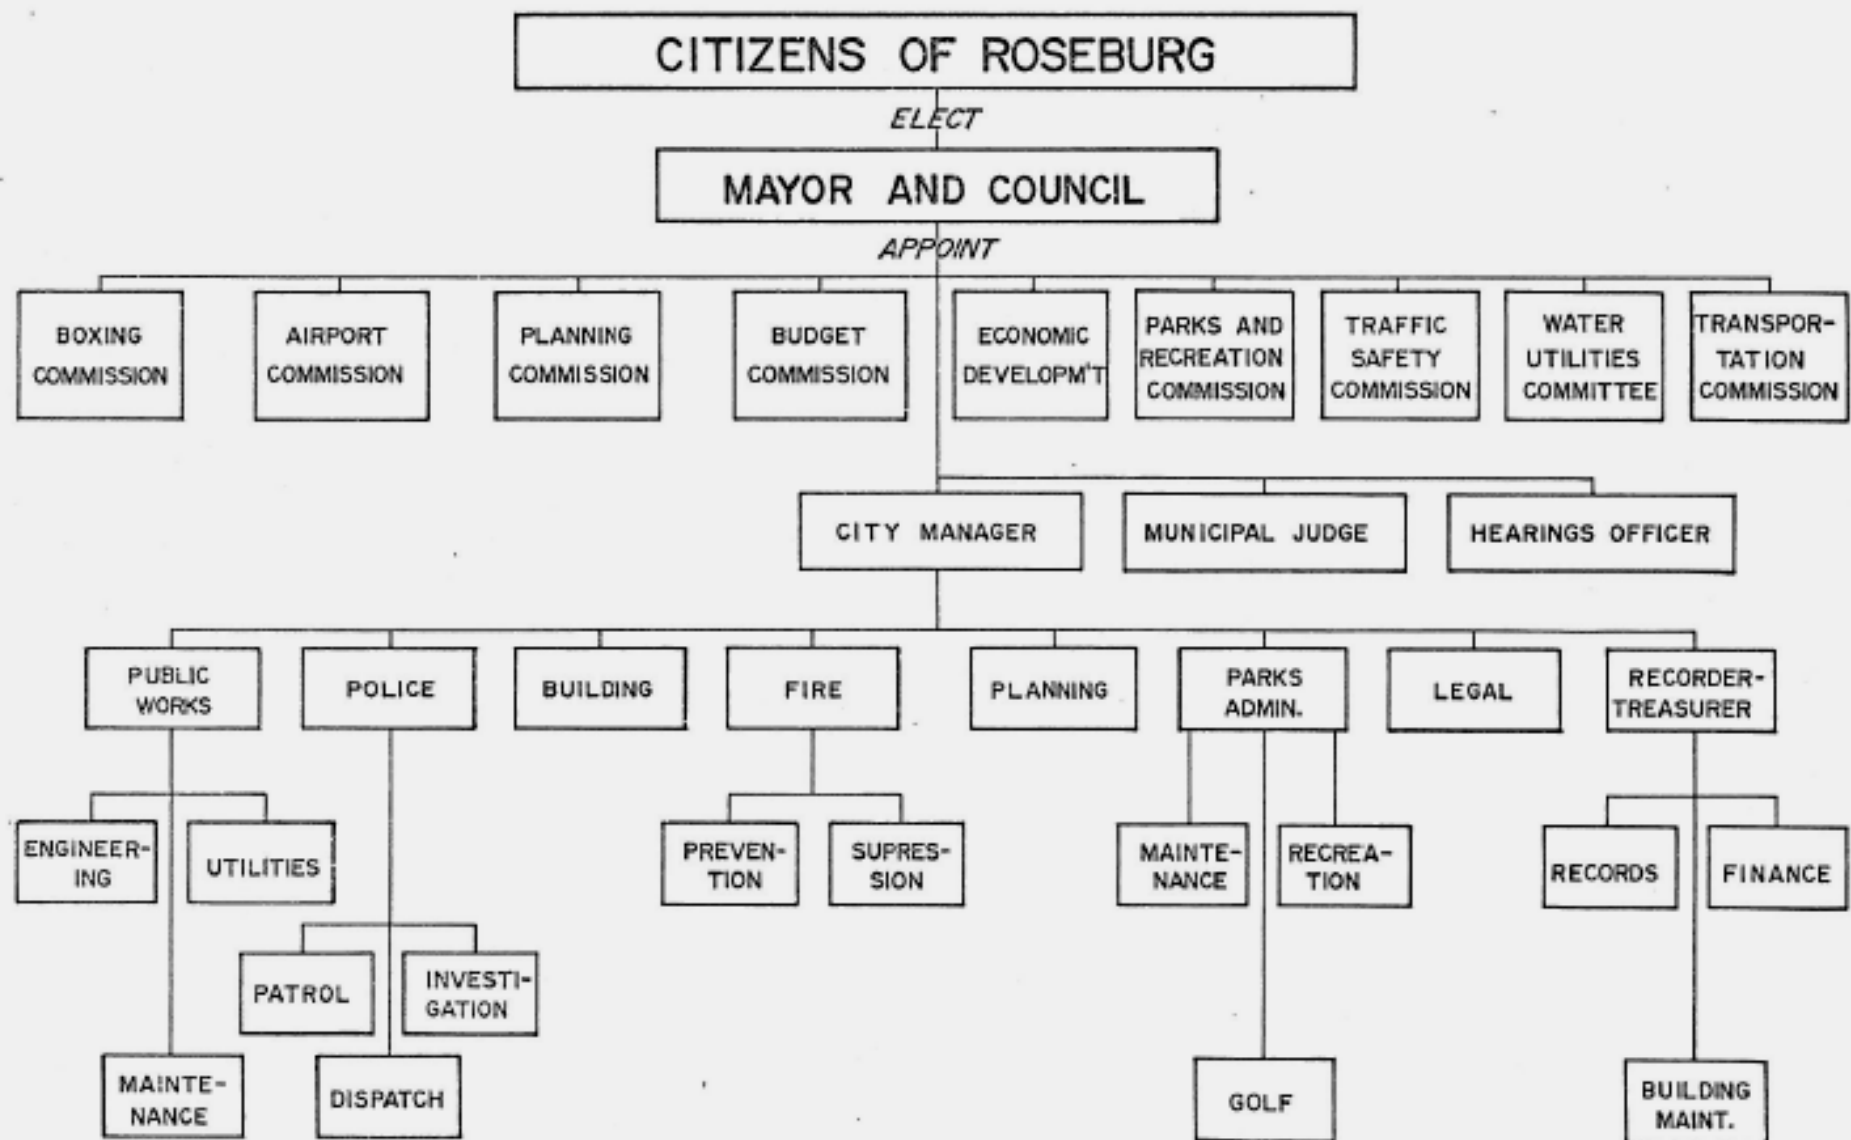 CITIZENS OF ROSEBURG
ELECT
MAYOR AND COUNCIL
APPOINT
BOXING
COMMISSION
AIRPORT
COMMISSION
PLANNING
COMMISSION
BUDGET
COMMISSION
ECONOMIC
DEVELOPM'T
PARKS AND
RECREATION
COMMISSION
TRAFFIC
SAFETY
COMMISSION
WATER
UTILITIES
COMMITTEE
TRANSPOR-
TATION
COMMISSION
CITY MANAGER
MUNICIPAL JUDGE
HEARINGS OFFICER
PUBLIC
WORKS
POLICE
BUILDING
FIRE
PLANNING
PARKS
ADMIN.
LEGAL
RECORDER-
TREASURER
ENGINEER-
ING
UTILITIES
PREVEN-
TION
SUPRES-
SION
MAINTE-
NANCE
RECREA-
TION
RECORDS
FINANCE
PATROL
INVESTI-
GATION
MAINTE-
NANCE
DISPATCH
GOLF
BUILDING
MAINT.